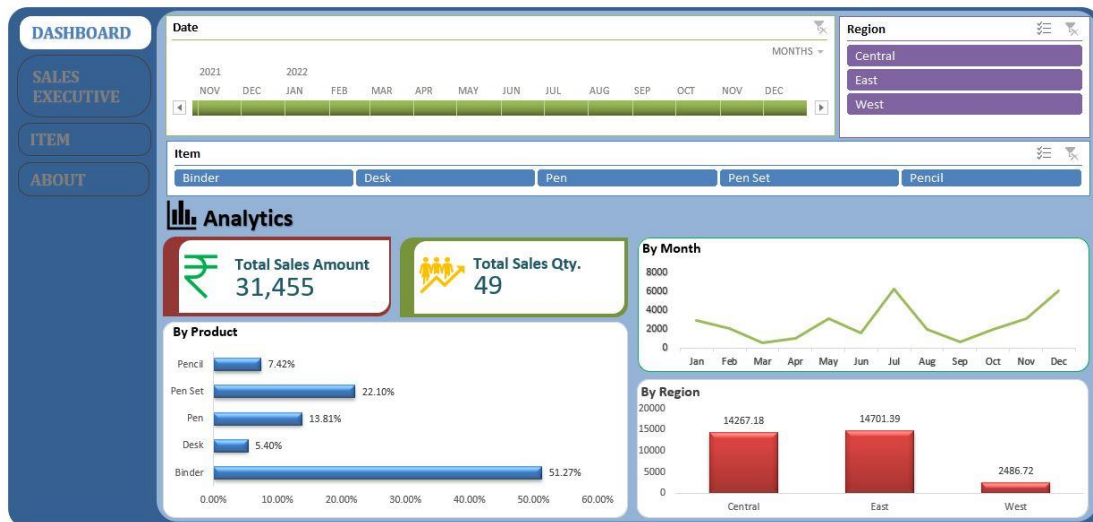 DASHBOARD
SALES
EXECUTIVE
ITEM
ABOUT
Date
MONTHS
2021 2022
NOV DEC JAN FEB MAR APR MAY JUN JUL AUG SEP OCT NOV DEC
Region
Central
East
West
Item
Binder Desk Pen Pen Set Pencil
Analytics
Total Sales Amount
31,455
Total Sales Qty.
49
By Month
8000
6000
4000
2000
0
Jan Feb Mar Apr May Jun Jul Aug Sep Oct Nov Dec
By Product
Pencil 7.42%
Pen Set 22.10%
Pen 13.81%
Desk 5.40%
Binder 51.27%
0.00% 10.00% 20.00% 30.00% 40.00% 50.00% 60.00%
By Region
20000
15000
10000
5000
0
14267.18 14701.39 2486.72
Central East West